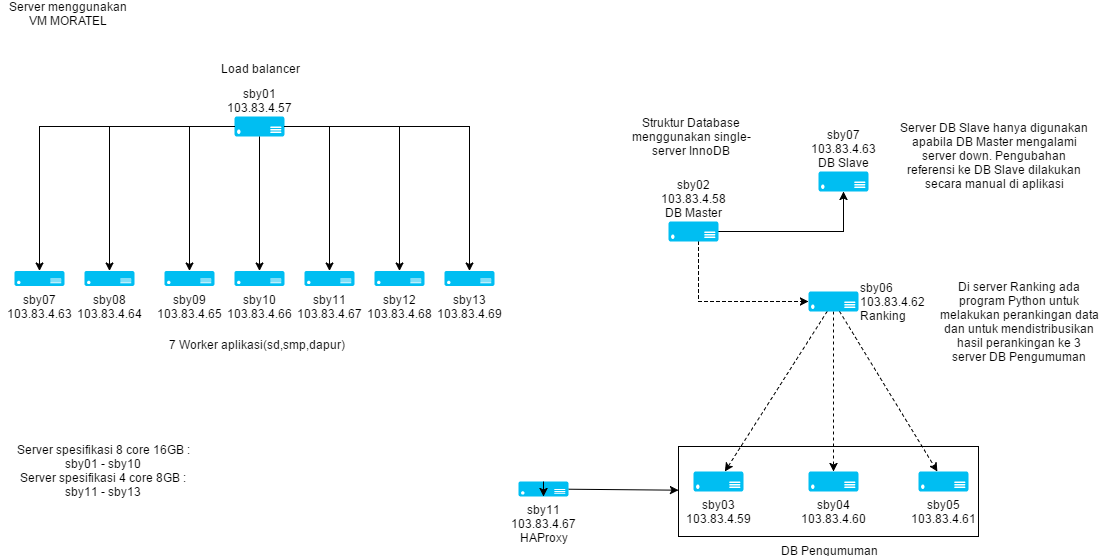 Server menggunakan
VM MORATEL
Load balancer
sby01
103.83.4.57
sby07
103.83.4.63
sby08
103.83.4.64
sby09
103.83.4.65
sby10
103.83.4.66
sby11
103.83.4.67
sby12
103.83.4.68
sby13
103.83.4.69
7 Worker aplikasi(sd,smp,dapur)
Server spesifikasi 8 core 16GB :
sby01 - sby10
Server spesifikasi 4 core 8GB :
sby11 - sby13
Struktur Database
menggunakan single-
server InnoDB
sby07
103.83.4.63
DB Slave
Server DB Slave hanya digunakan
apabila DB Master mengalami
server down. Pengubahan
referensi ke DB Slave dilakukan
secara manual di aplikasi
sby02
103.83.4.58
DB Master
sby06
103.83.4.62
Ranking
Di server Ranking ada
program Python untuk
melakukan perankingan data
dan untuk mendistribusikan
hasil perankingan ke 3
server DB Pengumuman
sby11
103.83.4.67
HAProxy
sby03
103.83.4.59
sby04
103.83.4.60
sby05
103.83.4.61
DB Pengumuman